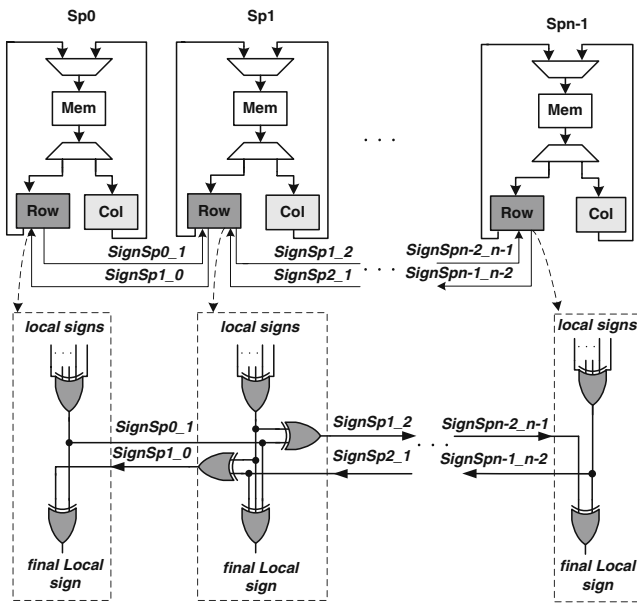 Sp0
Sp1
Spn-1
Mem
Mem
Mem
. . .
Row
Col
Row
Col
Row
Col
SignSp0_1
SignSp1_2
SignSpn-2_n-1
SignSp1_0
SignSp2_1
. . .
SignSpn-1_n-2
local signs
local signs
local signs
. . .
. . .
. . .
SignSp0_1
SignSp1_2
SignSpn-2_n-1
. . .
SignSp1_0
SignSp2_1
SignSpn-1_n-2
final Local
sign
final Local
sign
final Local
sign